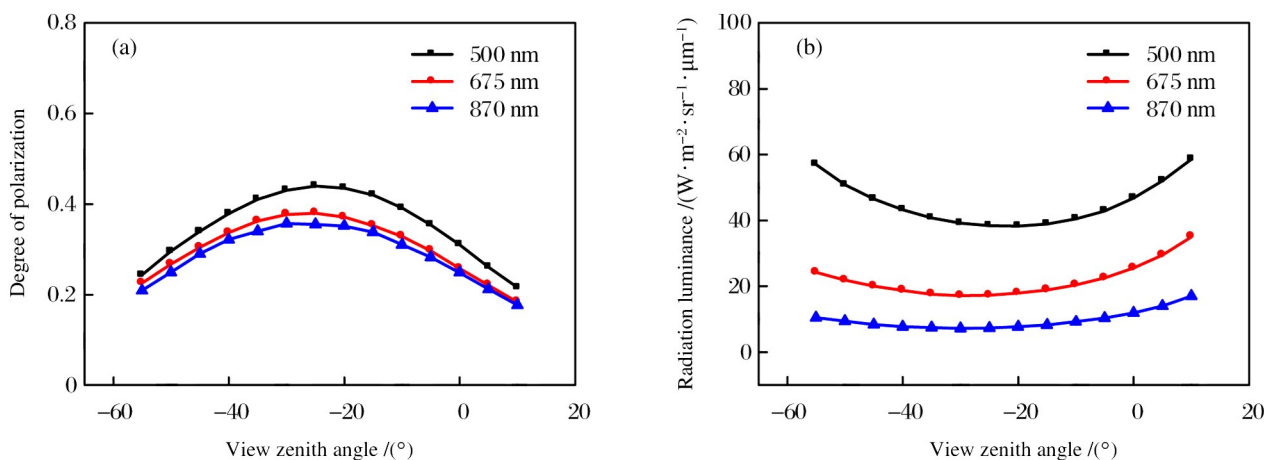 (a)
500 nm
675 nm
870 nm
Degree of polarization
0.8
0.6
0.4
0.2
0
−60
−40
−20
0
20
View zenith angle /(°)
(b)
500 nm
675 nm
870 nm
Radiation luminance /(W·m⁻²·sr⁻¹·μm⁻¹)
100
80
60
40
20
0
−60
−40
−20
0
20
View zenith angle /(°)